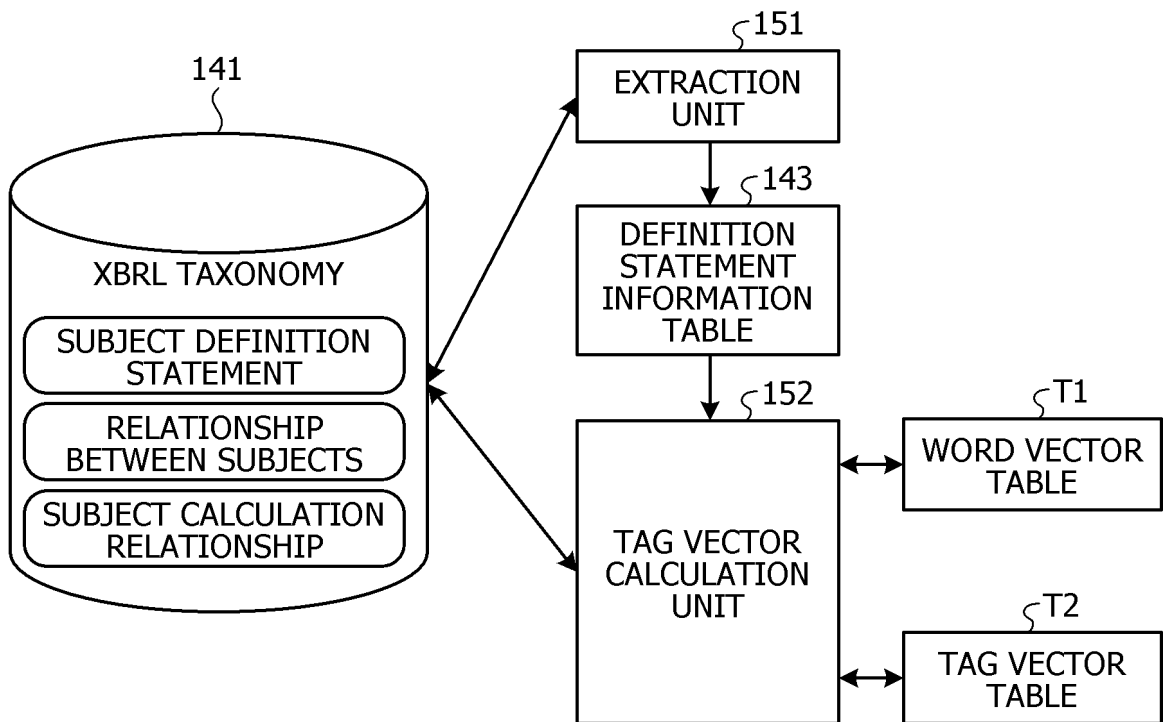 141
XBRL TAXONOMY
SUBJECT DEFINITION
STATEMENT
RELATIONSHIP
BETWEEN SUBJECTS
SUBJECT CALCULATION
RELATIONSHIP
151
EXTRACTION
UNIT
143
DEFINITION
STATEMENT
INFORMATION
TABLE
152
TAG VECTOR
CALCULATION
UNIT
T1
WORD VECTOR
TABLE
T2
TAG VECTOR
TABLE